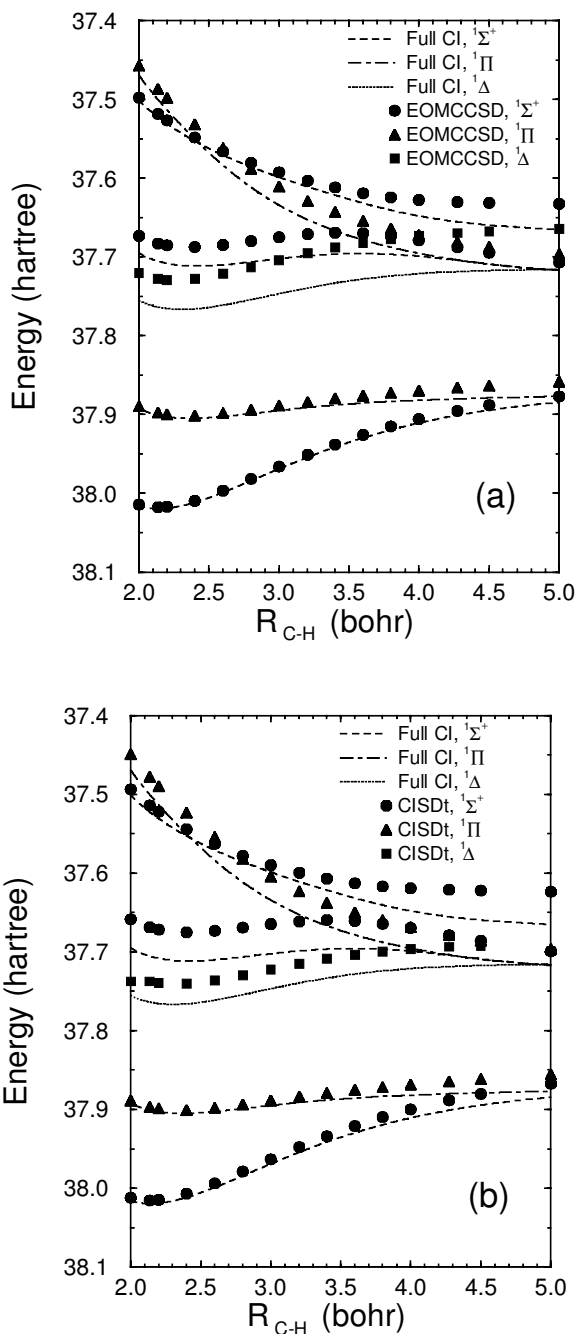 37.4
37.5
37.6
37.7
37.8
37.9
38.0
38.1
Energy (hartree)
Full CI, ¹Σ⁺
Full CI, ¹Π
Full CI, ¹Δ
EOMCCSD, ¹Σ⁺
EOMCCSD, ¹Π
EOMCCSD, ¹Δ
(a)
2.0 2.5 3.0 3.5 4.0 4.5 5.0
R C-H (bohr)
37.4
37.5
37.6
37.7
37.8
37.9
38.0
38.1
Energy (hartree)
Full CI, ¹Σ⁺
Full CI, ¹Π
Full CI, ¹Δ
CISDt, ¹Σ⁺
CISDt, ¹Π
CISDt, ¹Δ
(b)
2.0 2.5 3.0 3.5 4.0 4.5 5.0
R C-H (bohr)